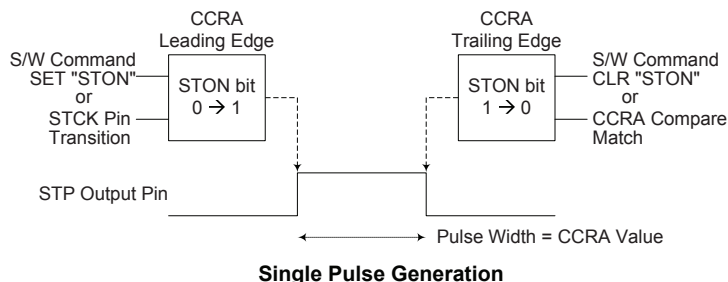 CCRA
Leading Edge
S/W Command
SET "STON"
or
STCK Pin
Transition
STON bit
0 → 1
CCRA
Trailing Edge
STON bit
1 → 0
S/W Command
CLR "STON"
or
CCRA Compare
Match
STP Output Pin
Pulse Width = CCRA Value
Single Pulse Generation